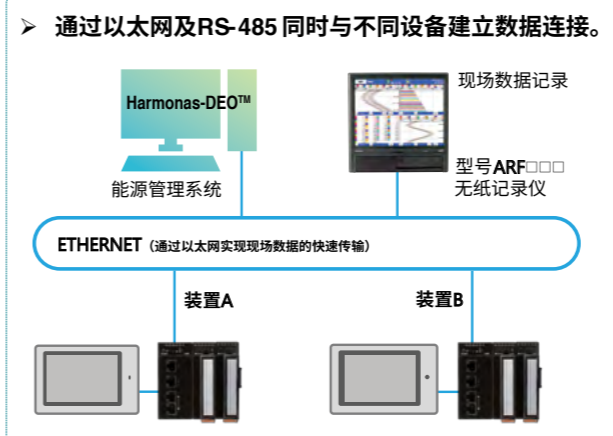 ➢ 通过以太网及RS-485 同时与不同设备建立数据连接。
Harmonas-DEO™
现场数据记录
能源管理系统
型号ARF□□□
无纸记录仪
ETHERNET（通过以太网实现现场数据的快速传输）
装置A
装置B